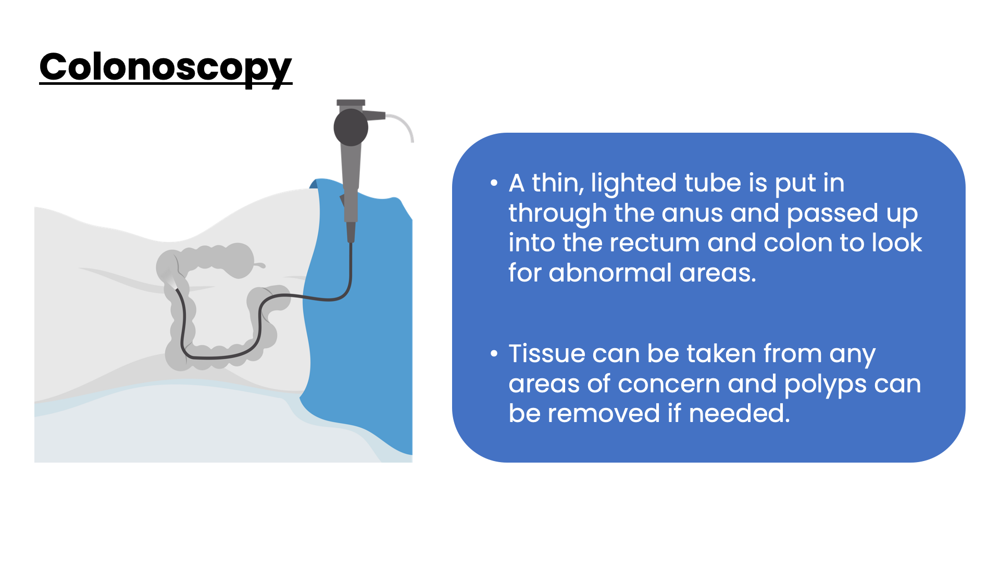 Colonoscopy
• A thin, lighted tube is put in
through the anus and passed up
into the rectum and colon to look
for abnormal areas.
• Tissue can be taken from any
areas of concern and polyps can
be removed if needed.